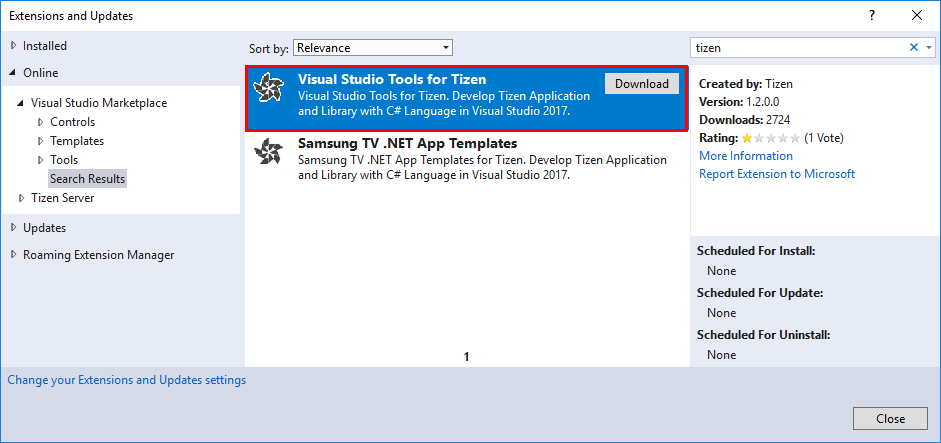 Extensions and Updates
Installed
Online
Visual Studio Marketplace
Controls
Templates
Tools
Search Results
Tizen Server
Updates
Roaming Extension Manager
Sort by: Relevance
Visual Studio Tools for Tizen
Download
Visual Studio Tools for Tizen. Develop Tizen Application
and Library with C# Language in Visual Studio 2017.
Samsung TV .NET App Templates
Samsung TV .NET App Templates for Tizen. Develop Tizen Application
and Library with C# Language in Visual Studio 2017.
1
tizen
Created by: Tizen
Version: 1.2.0.0
Downloads: 2724
Rating: (1 Vote)
More Information
Report Extension to Microsoft
Scheduled For Install:
None
Scheduled For Update:
None
Scheduled For Uninstall:
None
Change your Extensions and Updates settings
Close